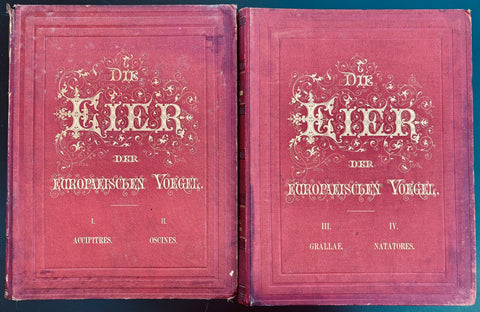 DIE
EIER
DER
EUROPAEISCHEN VOEGEL.
I. II.
ACCIPITRES. OSCINES.
DIE
EIER
DER
EUROPAEISCHEN VOEGEL.
III. IV.
GRALLAE. NATATORES.